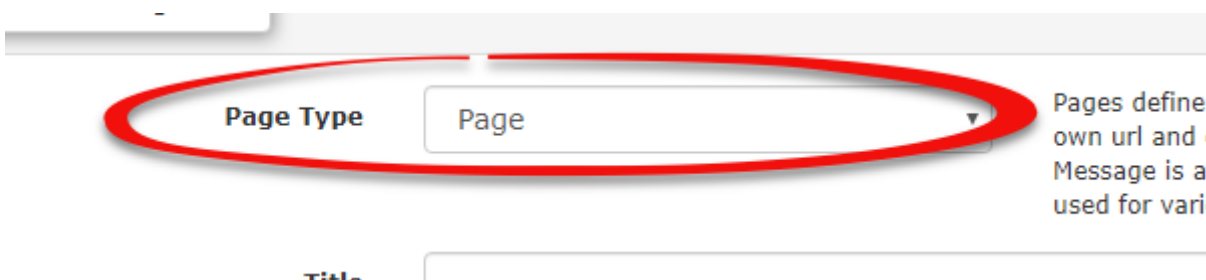 Page Type
Page
Pages define
own url and
Message is a
used for vari
Title